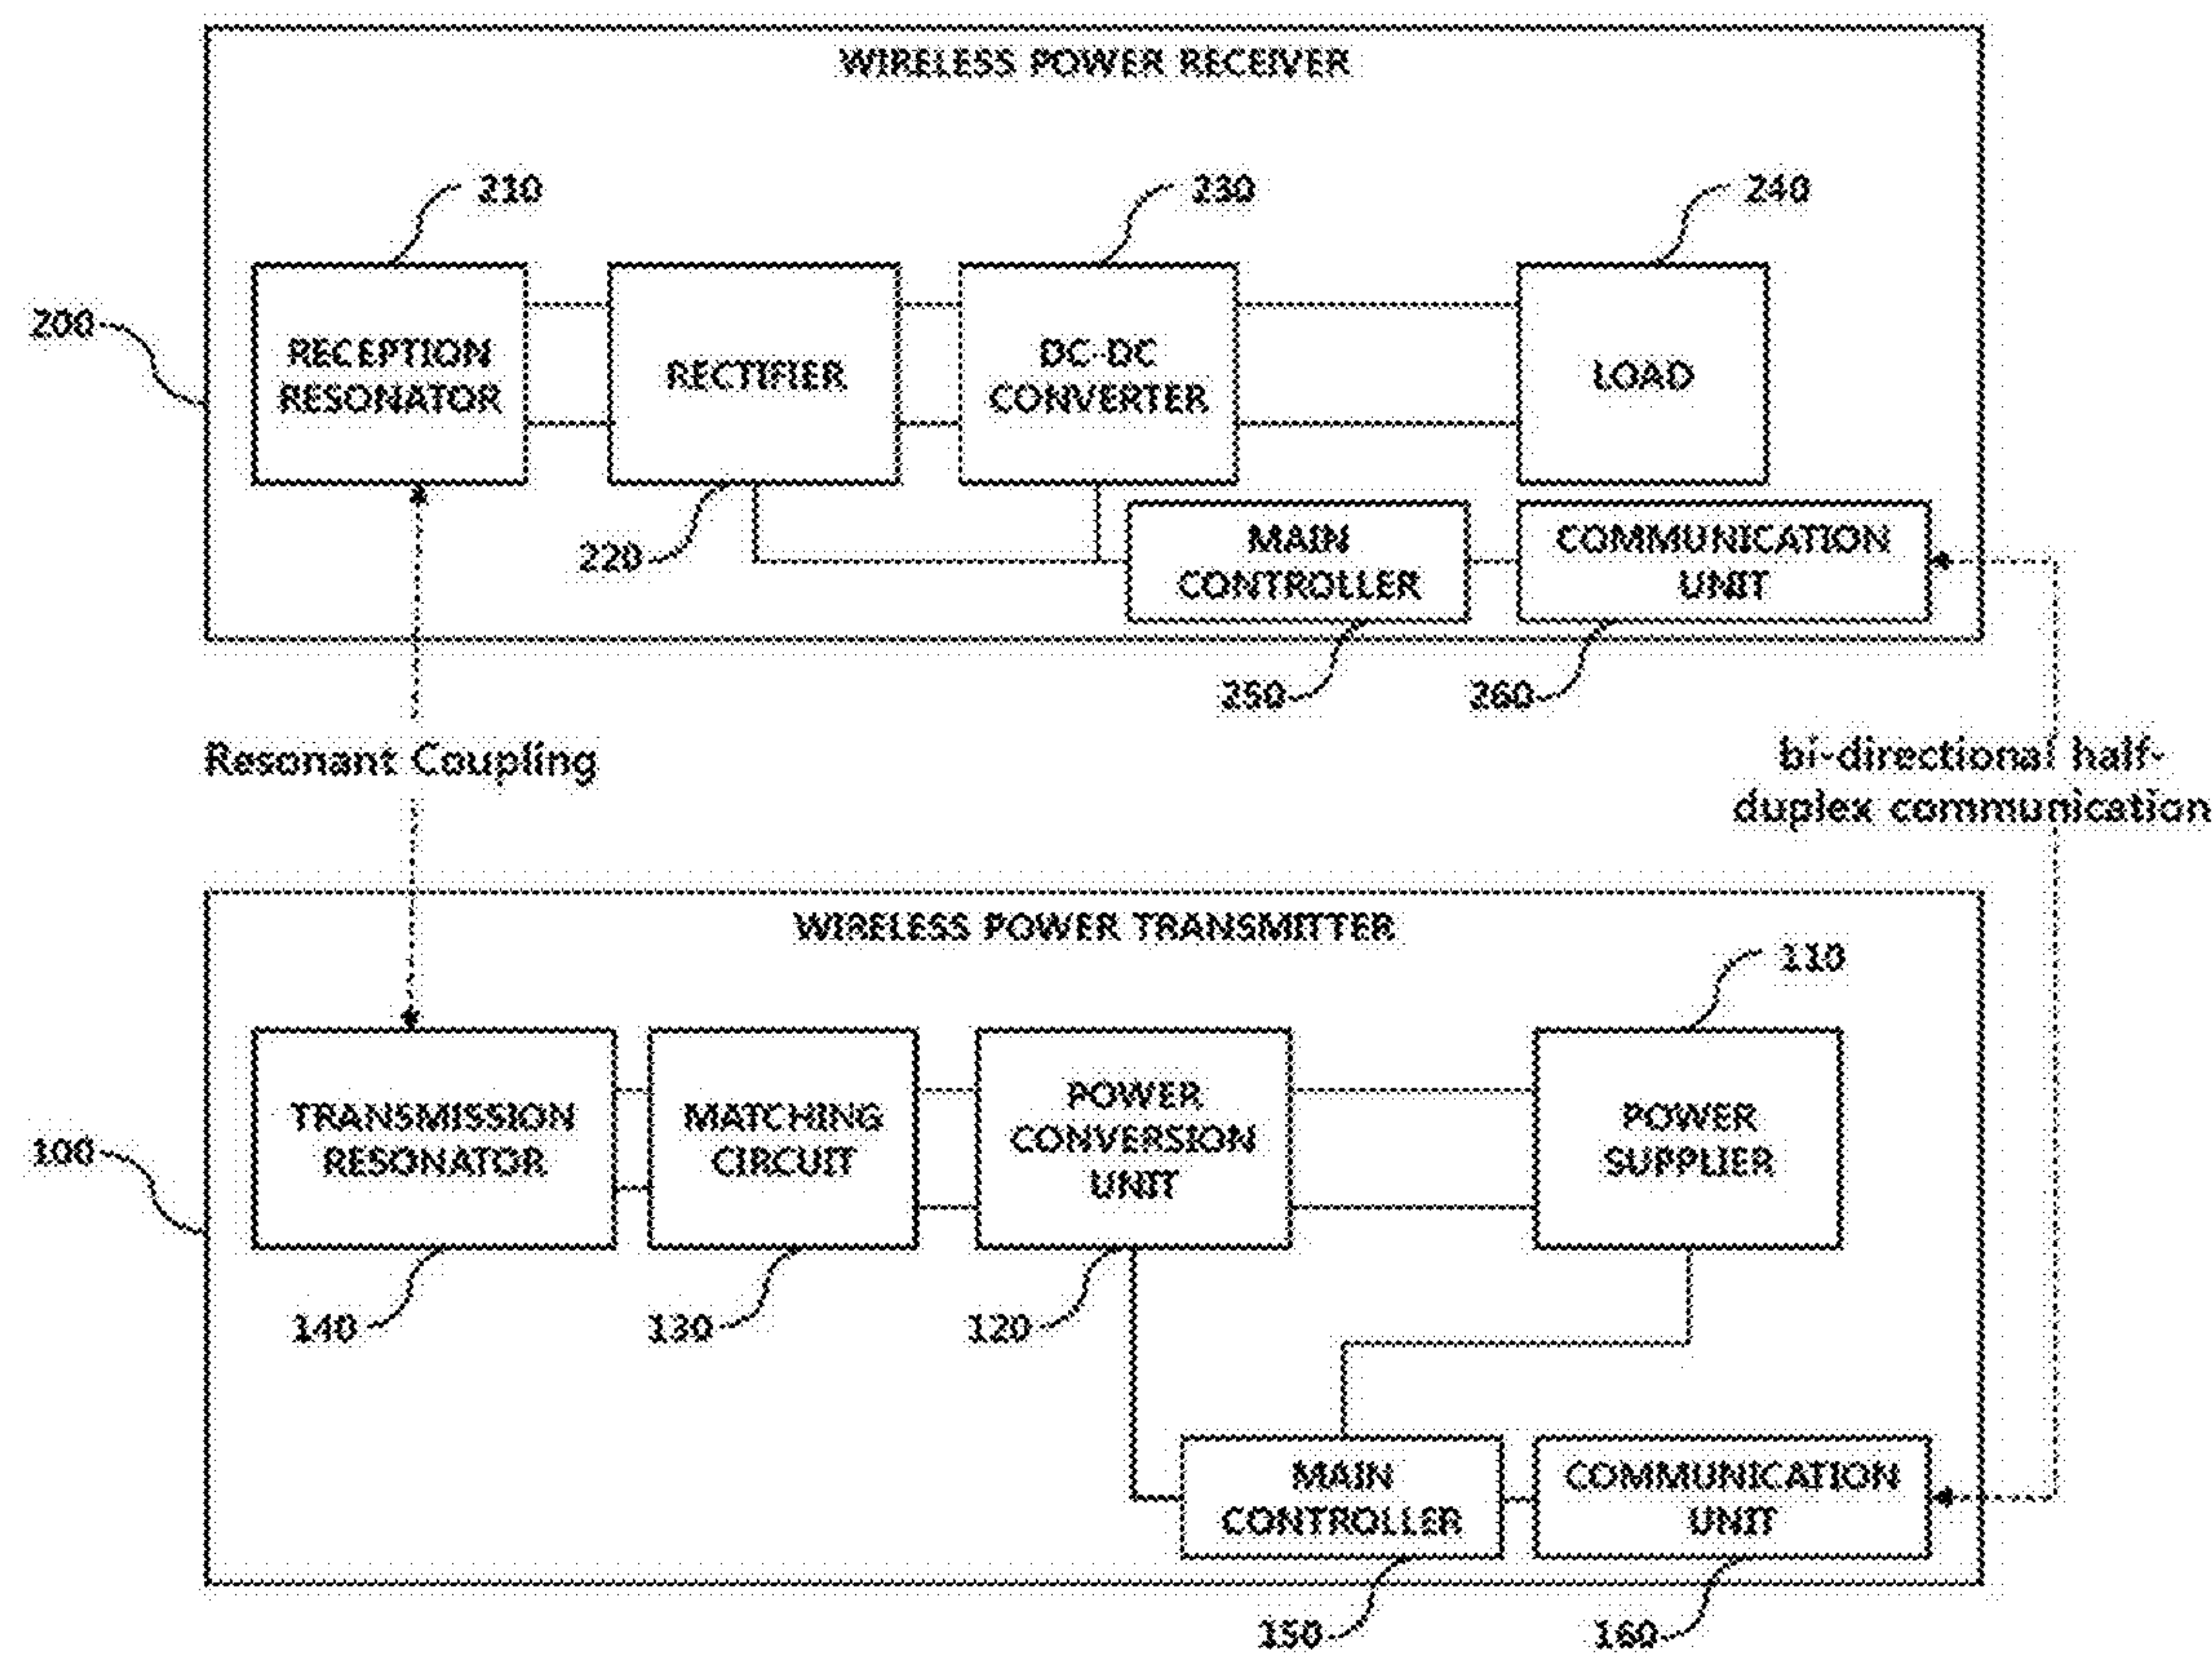 WIRELESS POWER RECEIVER
210
230
240
200
RECEPTION
RESONATOR
RECTIFIER
DC-DC
CONVERTER
LOAD
220
MAIN
CONTROLLER
COMMUNICATION
UNIT
250
260
Resonant Coupling
bi-directional half-
duplex communication
WIRELESS POWER TRANSMITTER
110
100
TRANSMISSION
RESONATOR
MATCHING
CIRCUIT
POWER
CONVERSION
UNIT
POWER
SUPPLIER
140
130
120
MAIN
CONTROLLER
COMMUNICATION
UNIT
150
160